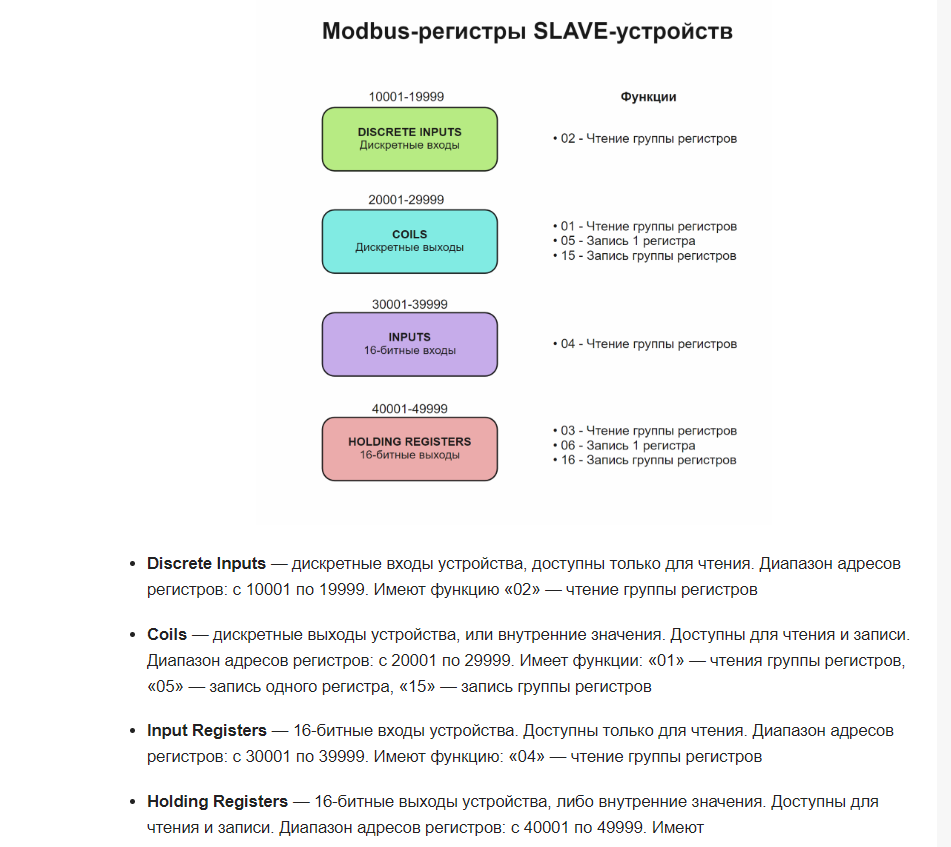 Modbus-регистры SLAVE-устройств
10001-19999
Функции
DISCRETE INPUTS
Дискретные входы
• 02 - Чтение группы регистров
20001-29999
COILS
Дискретные выходы
• 01 - Чтение группы регистров
• 05 - Запись 1 регистра
• 15 - Запись группы регистров
30001-39999
INPUTS
16-битные входы
• 04 - Чтение группы регистров
40001-49999
HOLDING REGISTERS
16-битные выходы
• 03 - Чтение группы регистров
• 06 - Запись 1 регистра
• 16 - Запись группы регистров
• Discrete Inputs — дискретные входы устройства, доступны только для чтения. Диапазон адресов
регистров: с 10001 по 19999. Имеют функцию «02» — чтение группы регистров
• Coils — дискретные выходы устройства, или внутренние значения. Доступны для чтения и записи.
Диапазон адресов регистров: с 20001 по 29999. Имеет функции: «01» — чтения группы регистров,
«05» — запись одного регистра, «15» — запись группы регистров
• Input Registers — 16-битные входы устройства. Доступны только для чтения. Диапазон адресов
регистров: с 30001 по 39999. Имеют функцию: «04» — чтение группы регистров
• Holding Registers — 16-битные выходы устройства, либо внутренние значения. Доступны для
чтения и записи. Диапазон адресов регистров: с 40001 по 49999. Имеют